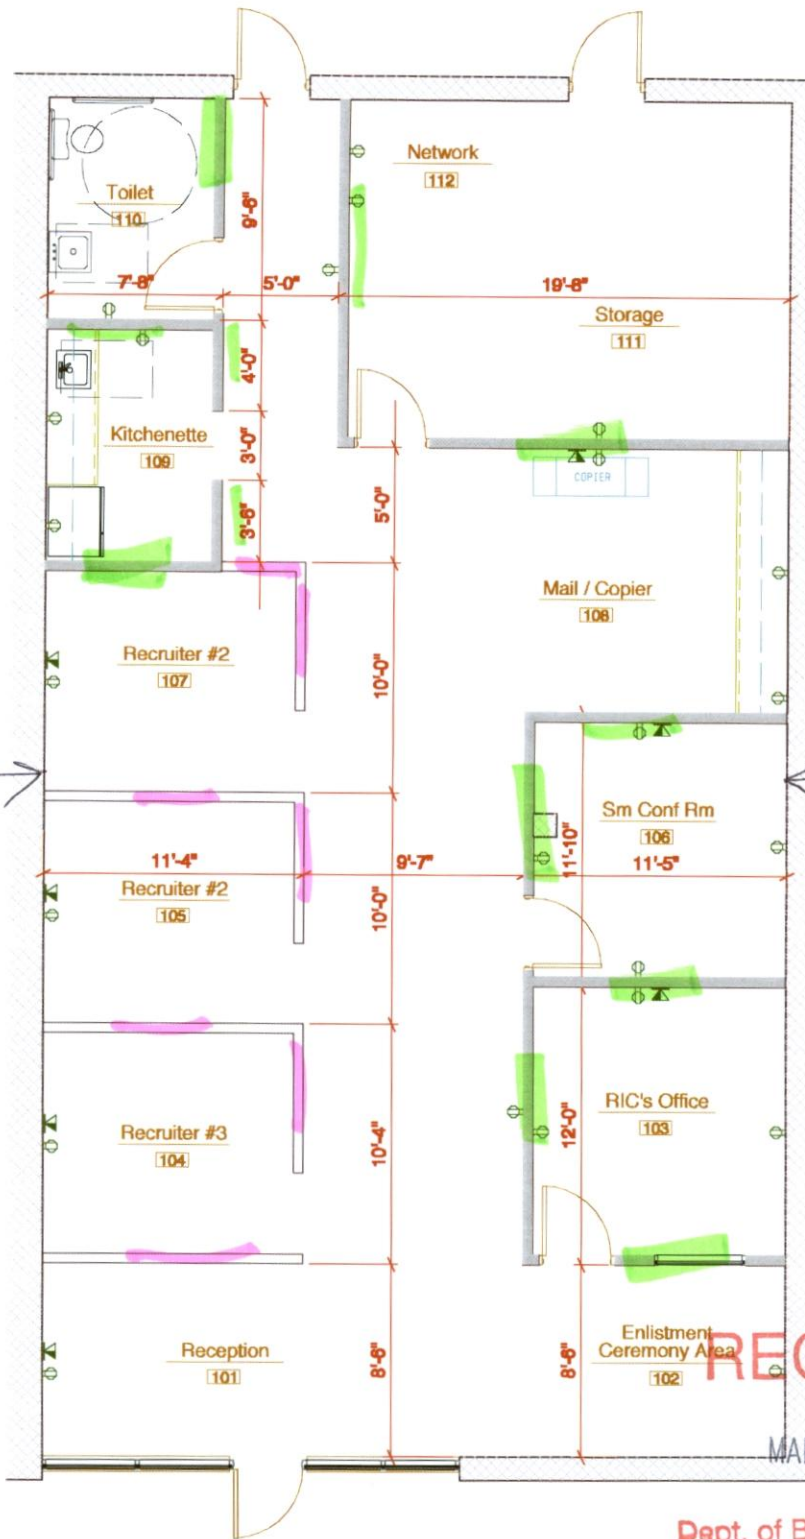 Network
112
Toilet
110
9'-6"
7'-8"
5'-0"
19'-8"
Storage
111
4'-0"
Kitchenette
109
3'-0"
COPIER
3'-6"
5'-0"
Mail / Copier
108
Recruiter #2
107
10'-0"
Sm Conf Rm
106
11'-10"
11'-4"
9'-7"
11'-5"
Recruiter #2
105
10'-0"
RIC's Office
103
Recruiter #3
104
10'-4"
12'-0"
Reception
101
8'-6"
8'-6"
Enlistment
Ceremony Area
102